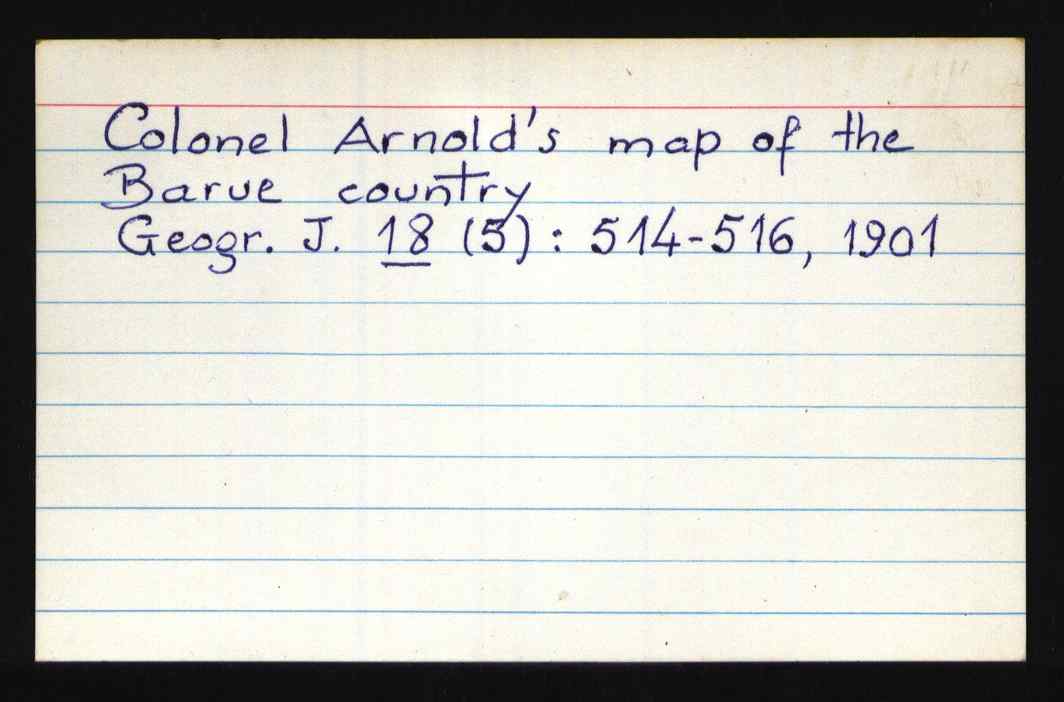 Colonel Arnold's map of the
Barue country
Geogr. J. 18 (5) : 514-516, 1901